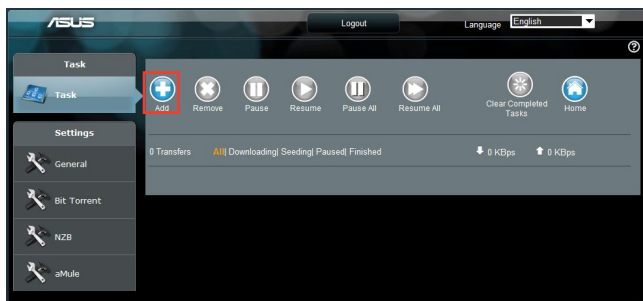 ASUS Logout Language English
Task
Task
Add Remove Pause Resume Pause All Resume All Clear Completed Tasks Home
Settings
0 Transfers All| Downloading| Seeding| Paused| Finished 0 KBps 0 KBps
General
Bit Torrent
NZB
aMule